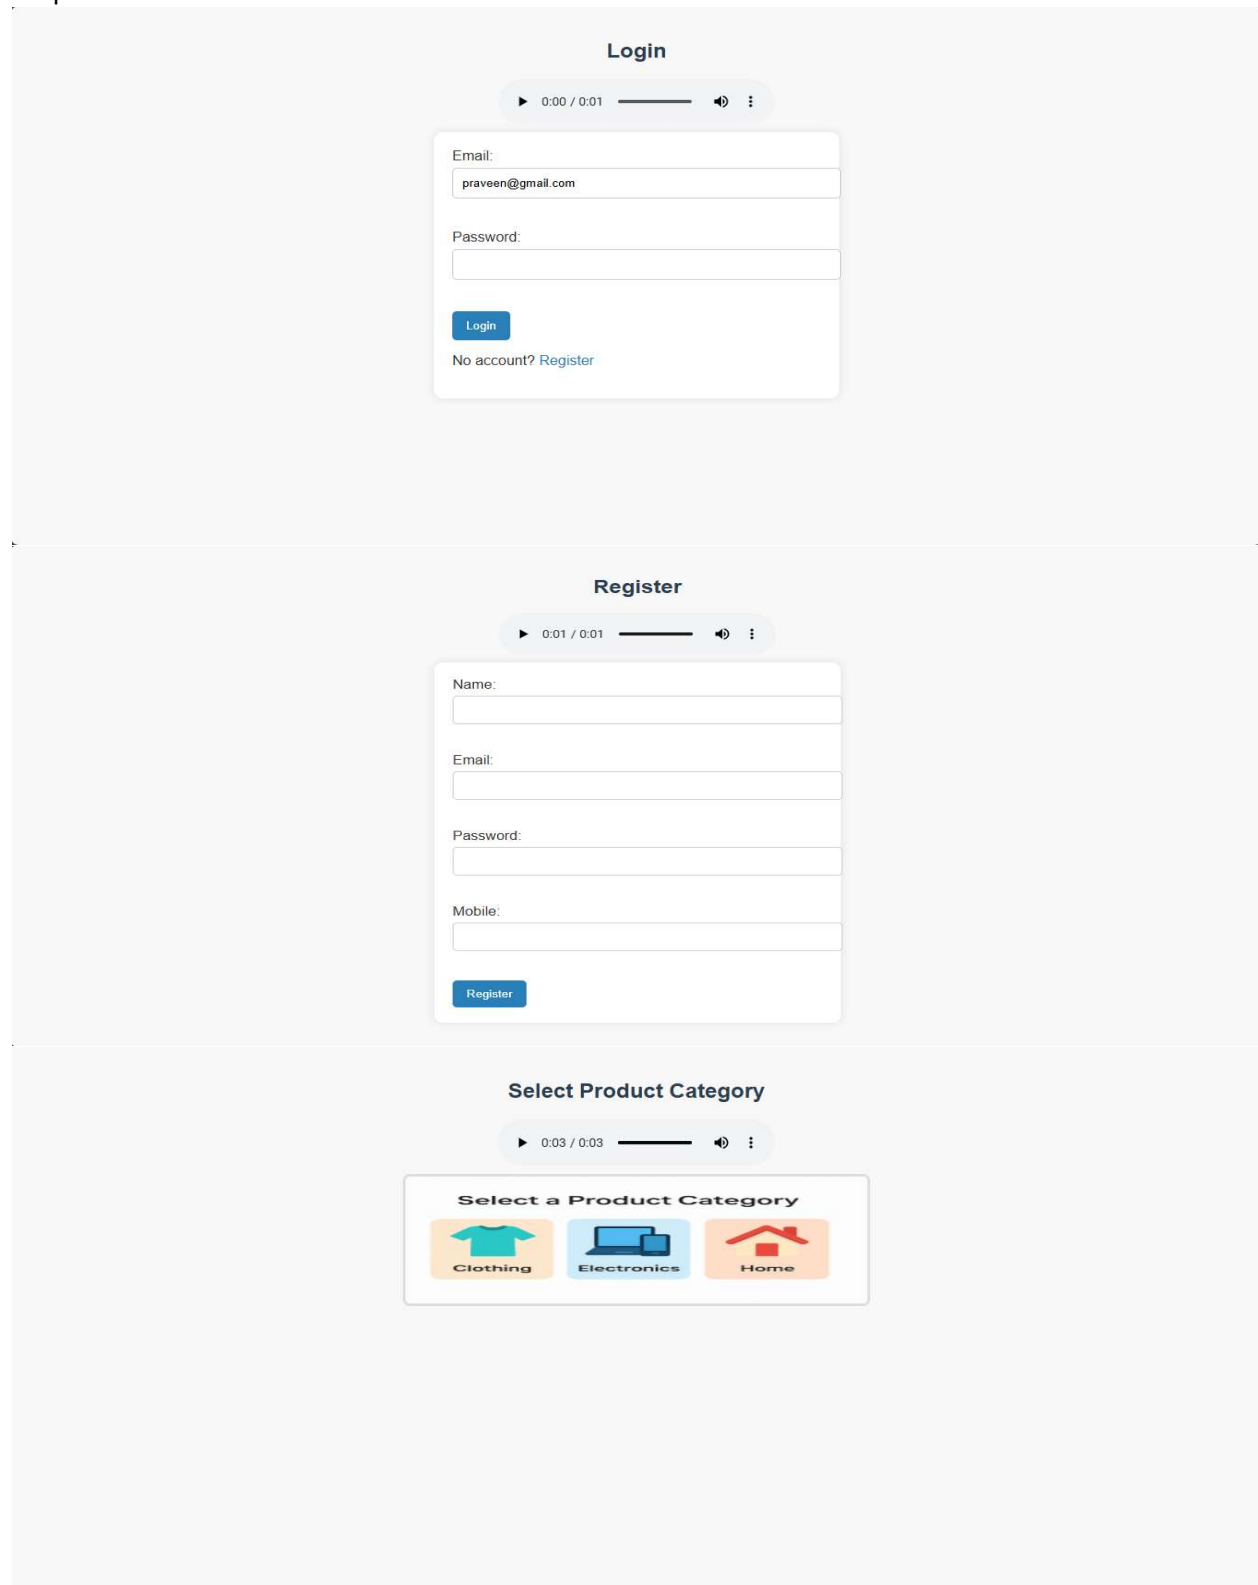 Login
0:00 / 0:01
Email:
praveen@gmail.com
Password:
Login
No account? Register
Register
0:01 / 0:01
Name:
Email:
Password:
Mobile:
Register
Select Product Category
0:03 / 0:03
Select a Product Category
Clothing Electronics Home